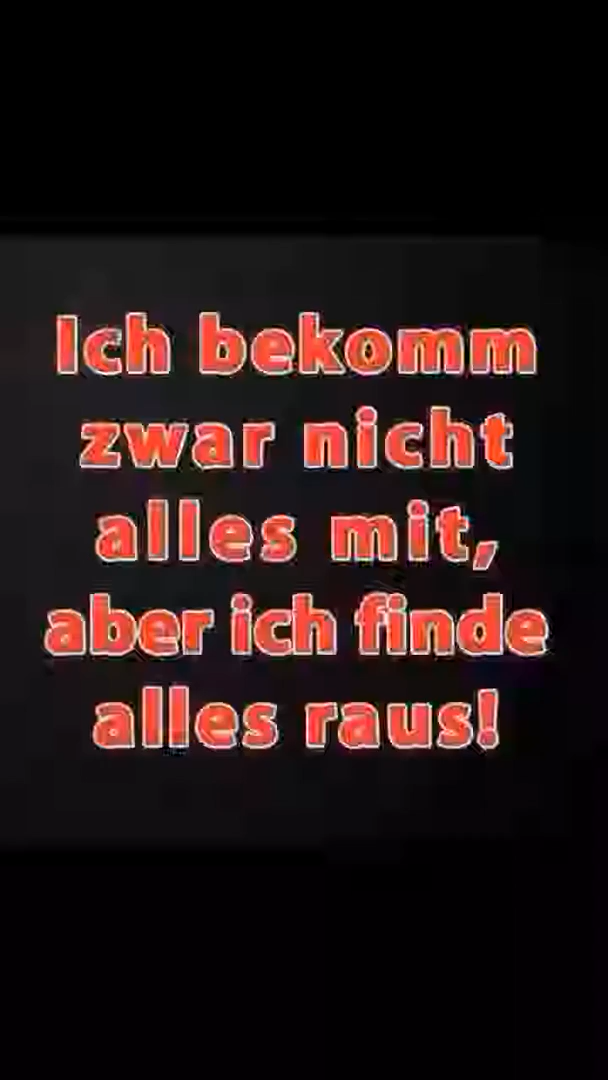 Ich bekomm
zwar nicht
alles mit,
aber ich finde
alles raus!